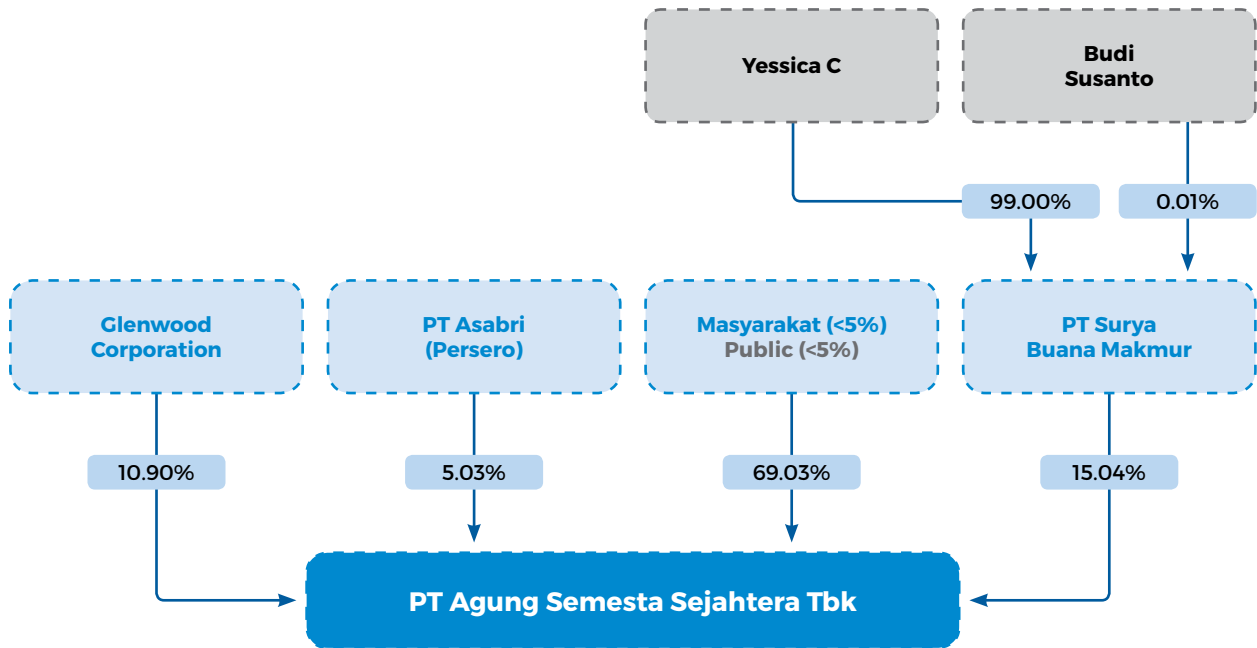 Yessica C
Budi
Susanto
99.00%
0.01%
Glenwood
Corporation
PT Asabri
(Persero)
Masyarakat (<5%)
Public (<5%)
PT Surya
Buana Makmur
10.90%
5.03%
69.03%
15.04%
PT Agung Semesta Sejahtera Tbk